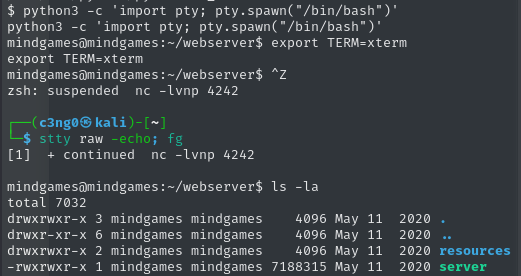 $ python3 -c 'import pty; pty.spawn("/bin/bash")'
python3 -c 'import pty; pty.spawn("/bin/bash")'
mindgames@mindgames:~/webserver$ export TERM=xterm
export TERM=xterm
mindgames@mindgames:~/webserver$ ^Z
zsh: suspended  nc -lvnp 4242

┌──(c3ng0㉿kali)-[~]
└─$ stty raw -echo; fg
[1]  + continued  nc -lvnp 4242

mindgames@mindgames:~/webserver$ ls -la
total 7032
drwxrwxr-x 3 mindgames mindgames    4096 May 11  2020 .
drwxr-xr-x 6 mindgames mindgames    4096 May 11  2020 ..
drwxrwxr-x 2 mindgames mindgames    4096 May 11  2020 resources
-rwxrwxr-x 1 mindgames mindgames 7188315 May 11  2020 server